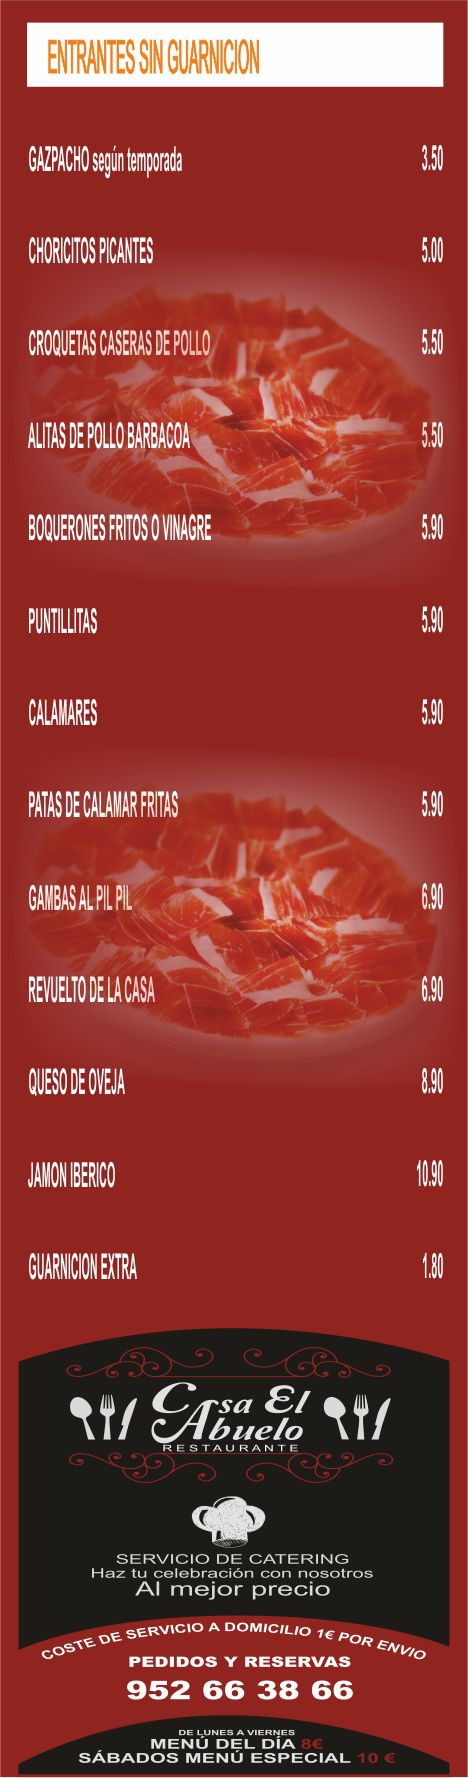 ENTRANTES SIN GUARNICION
GAZPACHO según temporada 3.50
CHORICITOS PICANTES 5.00
CROQUETAS CASERAS DE POLLO 5.50
ALITAS DE POLLO BARBACOA 5.50
BOQUERONES FRITOS O VINAGRE 5.90
PUNTILLITAS 5.90
CALAMARES 5.90
PATAS DE CALAMAR FRITAS 5.90
GAMBAS AL PIL PIL 6.90
REVUELTO DE LA CASA 6.90
QUESO DE OVEJA 8.90
JAMON IBERICO 10.90
GUARNICION EXTRA 1.80
Casa El
Abuelo
RESTAURANTE
SERVICIO DE CATERING
Haz tu celebración con nosotros
Al mejor precio
COSTE DE SERVICIO A DOMICILIO 1€ POR ENVIO
PEDIDOS Y RESERVAS
952 66 38 66
DE LUNES A VIERNES
MENÚ DEL DÍA 8€
SÁBADOS MENÚ ESPECIAL 10 €